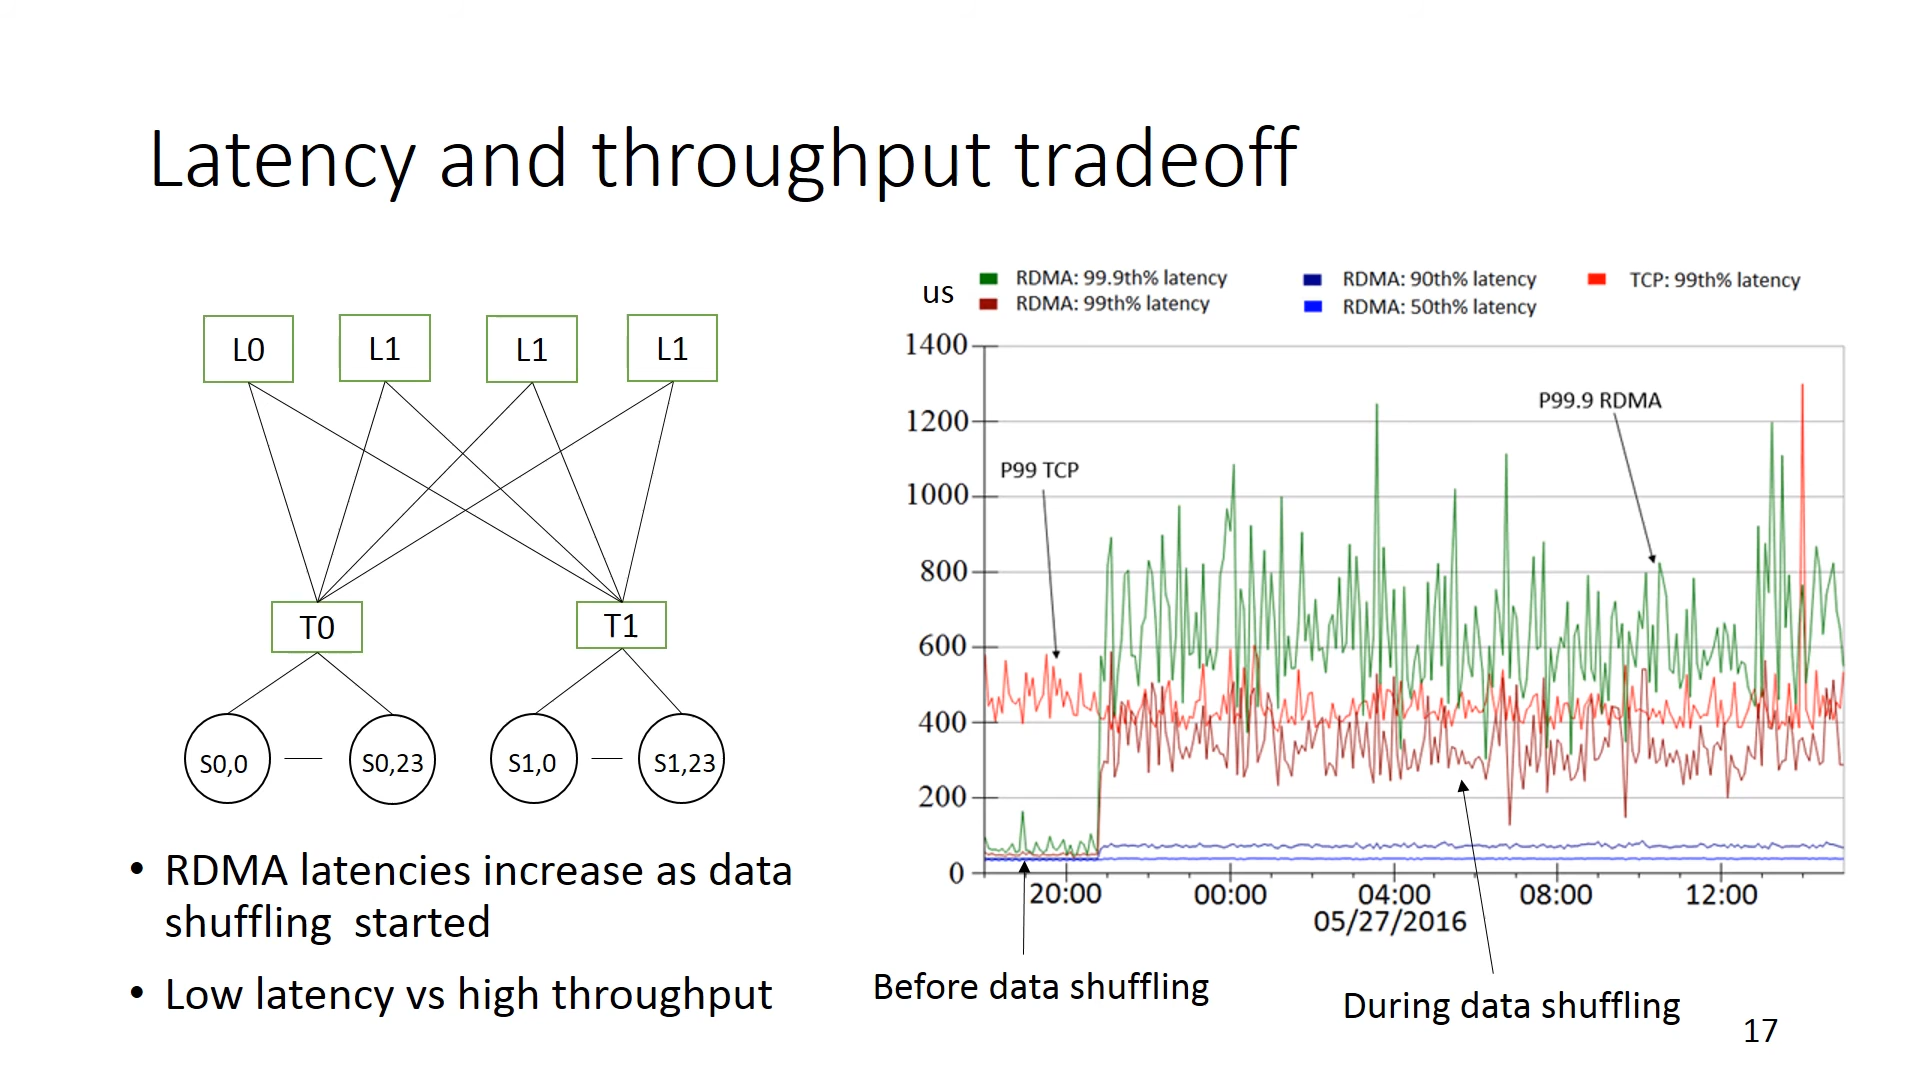 Latency and throughput tradeoff
L0
L1
L1
L1
T0
T1
S0,0
S0,23
S1,0
S1,23
• RDMA latencies increase as data
shuffling started
• Low latency vs high throughput
us
RDMA: 99.9th% latency
RDMA: 99th% latency
RDMA: 90th% latency
RDMA: 50th% latency
TCP: 99th% latency
1400
1200
1000
800
600
400
200
0
P99 TCP
P99.9 RDMA
20:00
00:00
04:00
08:00
12:00
05/27/2016
Before data shuffling
During data shuffling
17